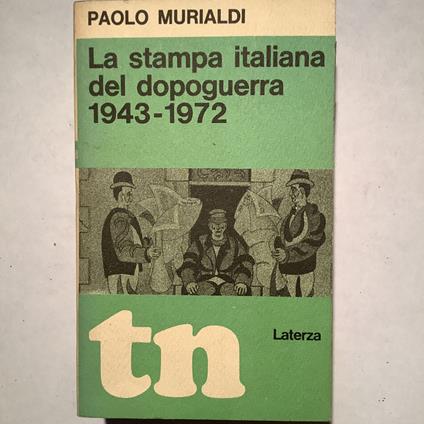 PAOLO MURIALDI
La stampa italiana
del dopoguerra
1943-1972
tn
Laterza